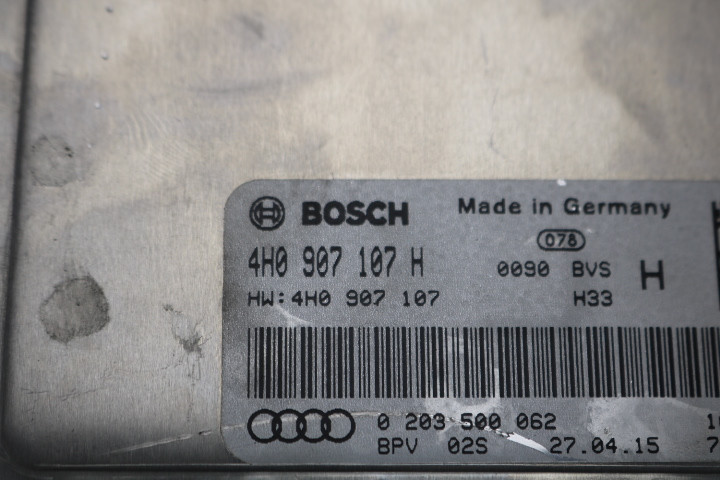 BOSCH Made in Germany
078
4H0 907 107 H 0090 BVS H
HW:4H0 907 107 H33
0 203 500 062
BPV 02S 27.04.15